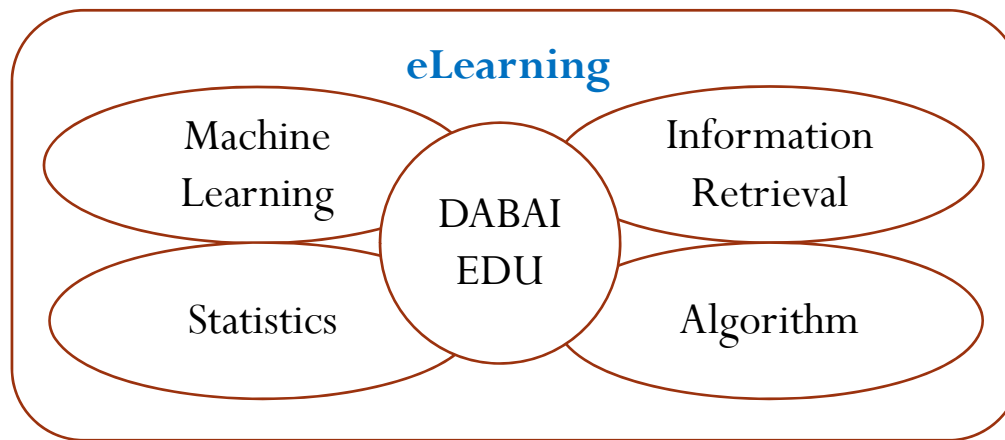 eLearning
Machine
Learning
Information
Retrieval
DABAI
EDU
Statistics
Algorithm